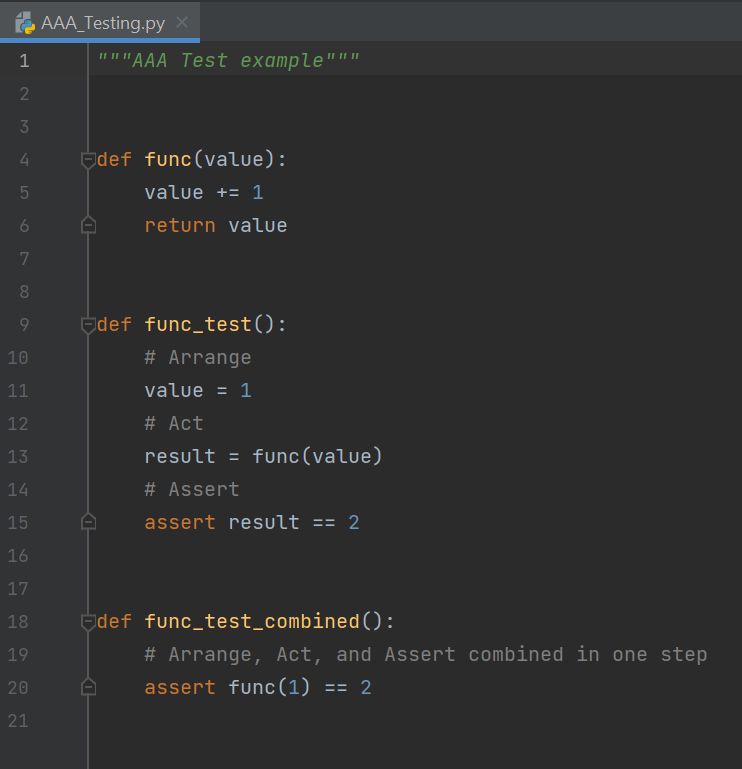 AAA_Testing.py
1 """AAA Test example"""
2
3
4 def func(value):
5     value += 1
6     return value
7
8
9 def func_test():
10     # Arrange
11     value = 1
12     # Act
13     result = func(value)
14     # Assert
15     assert result == 2
16
17
18 def func_test_combined():
19     # Arrange, Act, and Assert combined in one step
20     assert func(1) == 2
21